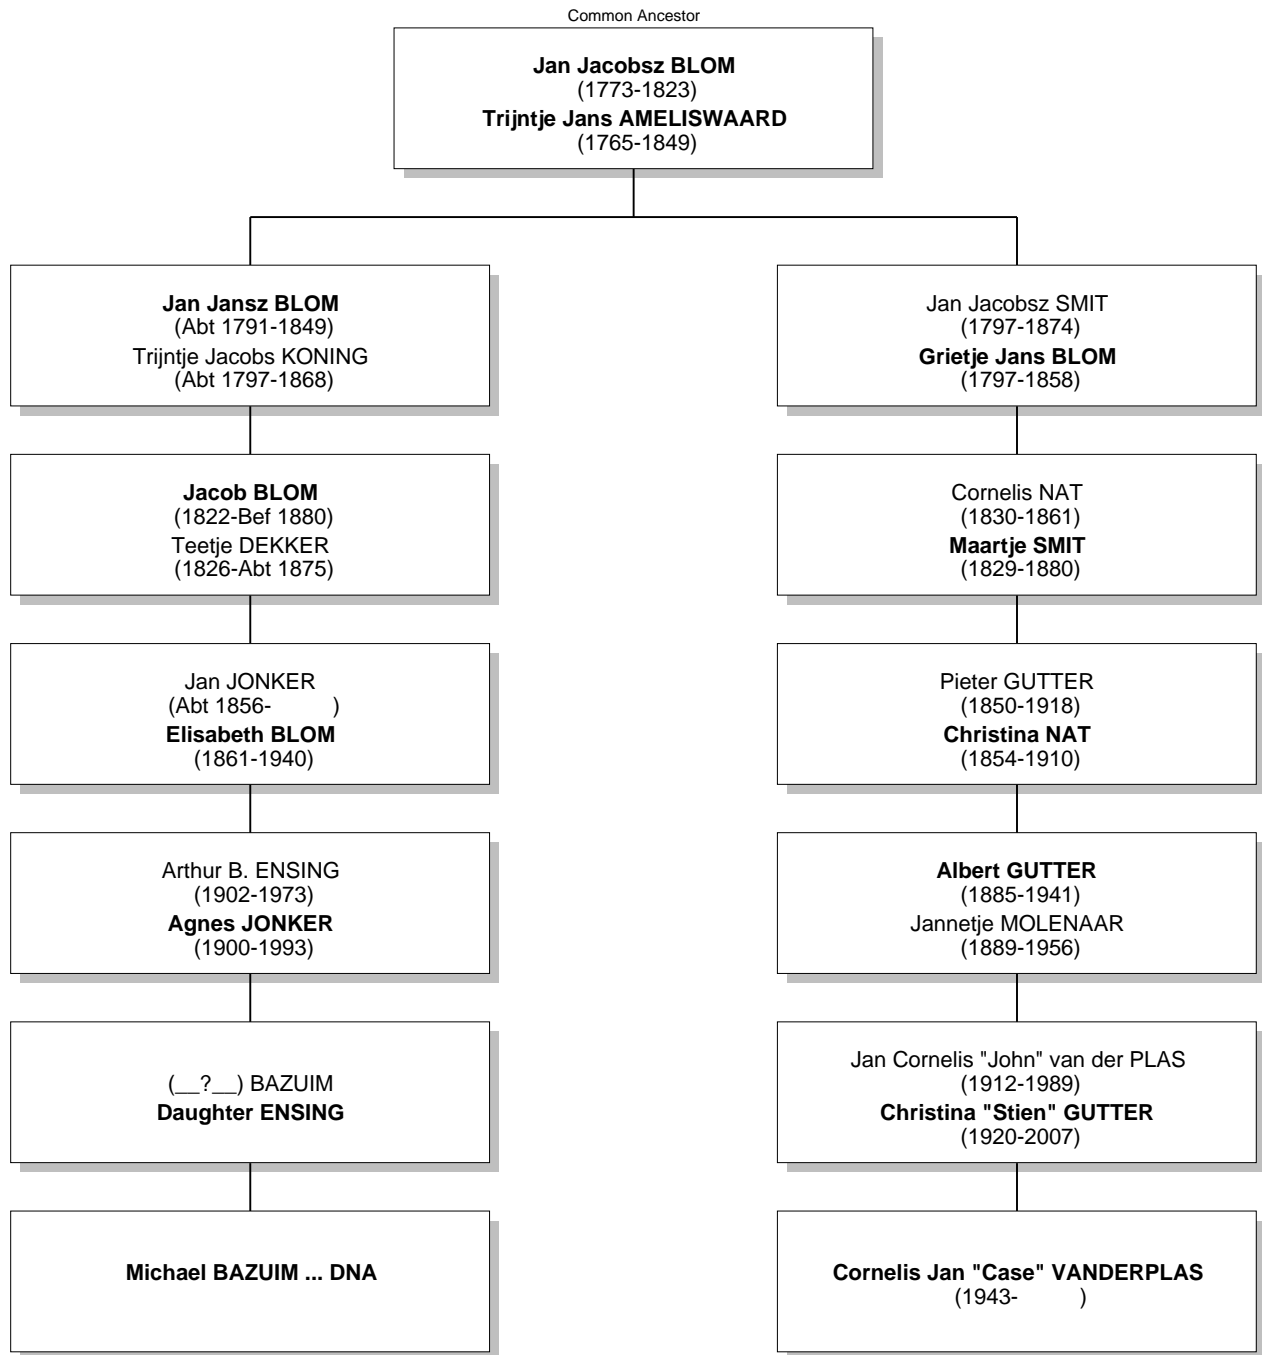 Common Ancestor
Jan Jacobsz BLOM
(1773-1823)
Trijntje Jans AMELISWAARD
(1765-1849)
Jan Jansz BLOM
(Abt 1791-1849)
Trijntje Jacobs KONING
(Abt 1797-1868)
Jan Jacobsz SMIT
(1797-1874)
Grietje Jans BLOM
(1797-1858)
Jacob BLOM
(1822-Bef 1880)
Teetje DEKKER
(1826-Abt 1875)
Cornelis NAT
(1830-1861)
Maartje SMIT
(1829-1880)
Jan JONKER
(Abt 1856- )
Elisabeth BLOM
(1861-1940)
Pieter GUTTER
(1850-1918)
Christina NAT
(1854-1910)
Arthur B. ENSING
(1902-1973)
Agnes JONKER
(1900-1993)
Albert GUTTER
(1885-1941)
Jannetje MOLENAAR
(1889-1956)
(__?__) BAZUIM
Daughter ENSING
Jan Cornelis "John" van der PLAS
(1912-1989)
Christina "Stien" GUTTER
(1920-2007)
Michael BAZUIM ... DNA
Cornelis Jan "Case" VANDERPLAS
(1943- )